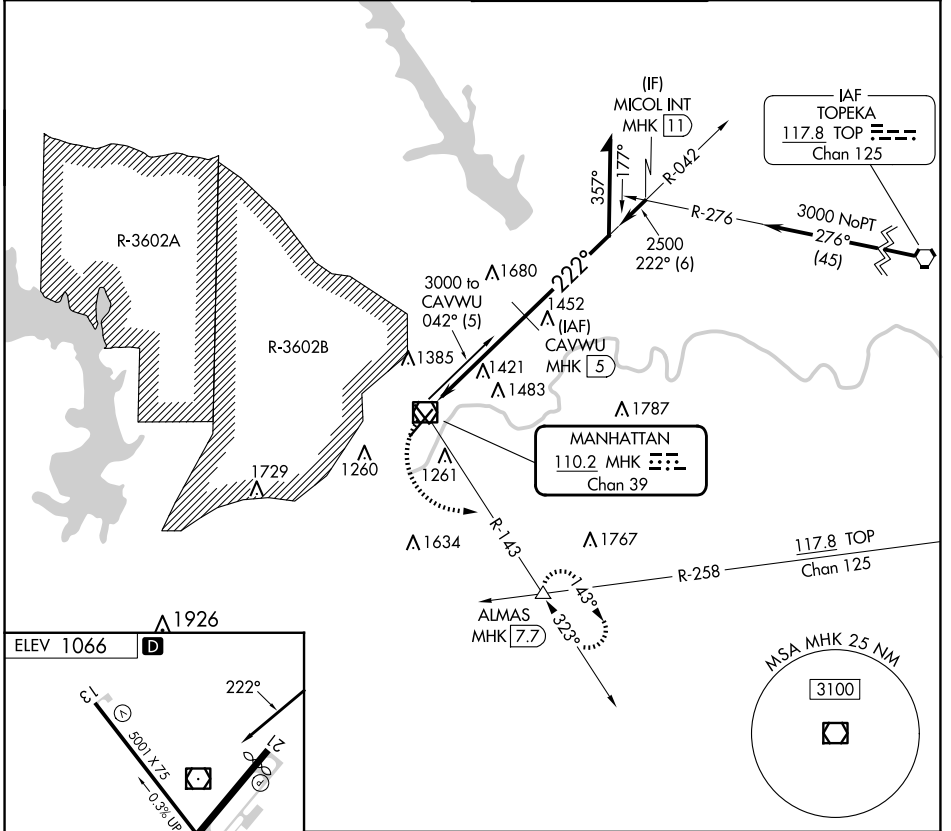 (IF)
MICOL INT
MHK 11
IAF
TOPEKA
117.8 TOP
Chan 125
R-042
357°
177°
R-276
3000 NoPT
276°
(45)
2500
222° (6)
R-3602A
R-3602B
1680
3000 to
CAVWU
042° (5)
222°
1452
(IAF)
CAVWU
MHK 5
1385
1421
1483
1787
MANHATTAN
110.2 MHK
Chan 39
1729
1260
1261
R-143
1634
1767
117.8 TOP
Chan 125
R-258
143°
323°
ALMAS
MHK 7.7
1926
ELEV 1066
D
MSA MHK 25 NM
3100
222°
13
V
5001 X 75
0.3% UP
21
P